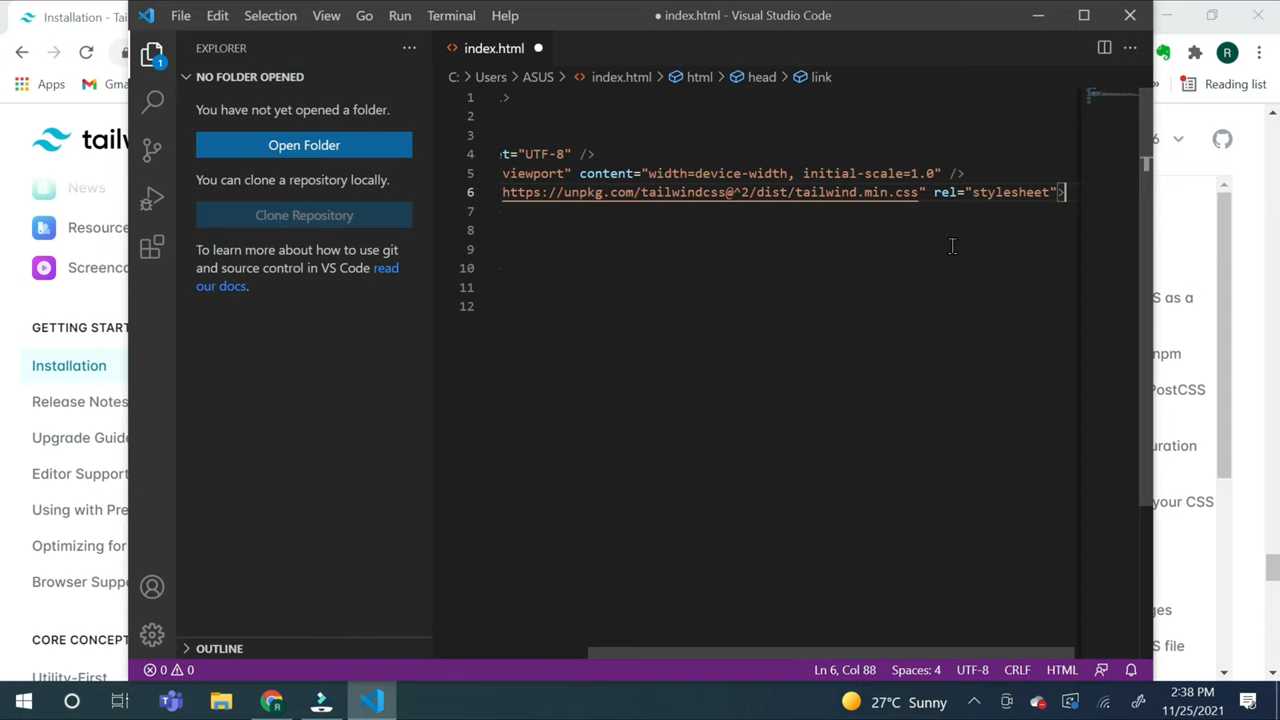 Installation - Tai
File Edit Selection View Go Run Terminal Help
● index.html - Visual Studio Code
Apps
Gma
R
Reading list
EXPLORER
index.html
NO FOLDER OPENED
C: > Users > ASUS > index.html > html > head > link
You have not yet opened a folder.
Open Folder
You can clone a repository locally.
Clone Repository
To learn more about how to use git
and source control in VS Code read
our docs.
OUTLINE
1 .>
2
3
4 t="UTF-8" />
5 viewport" content="width=device-width, initial-scale=1.0" />
6 https://unpkg.com/tailwindcss@^2/dist/tailwind.min.css" rel="stylesheet">
7
8
9
10
11
12
1
tailw
6
News
Resource
Screenca
GETTING START
Installation
Release Notes
Upgrade Guide
Editor Support
Using with Pre
Optimizing for
Browser Suppo
CORE CONCEPT
Utility-First
S as a
npm
PostCSS
uration
your CSS
ges
S file
0 0
Ln 6, Col 88 Spaces: 4 UTF-8 CRLF HTML
27°C Sunny
2:38 PM
11/25/2021